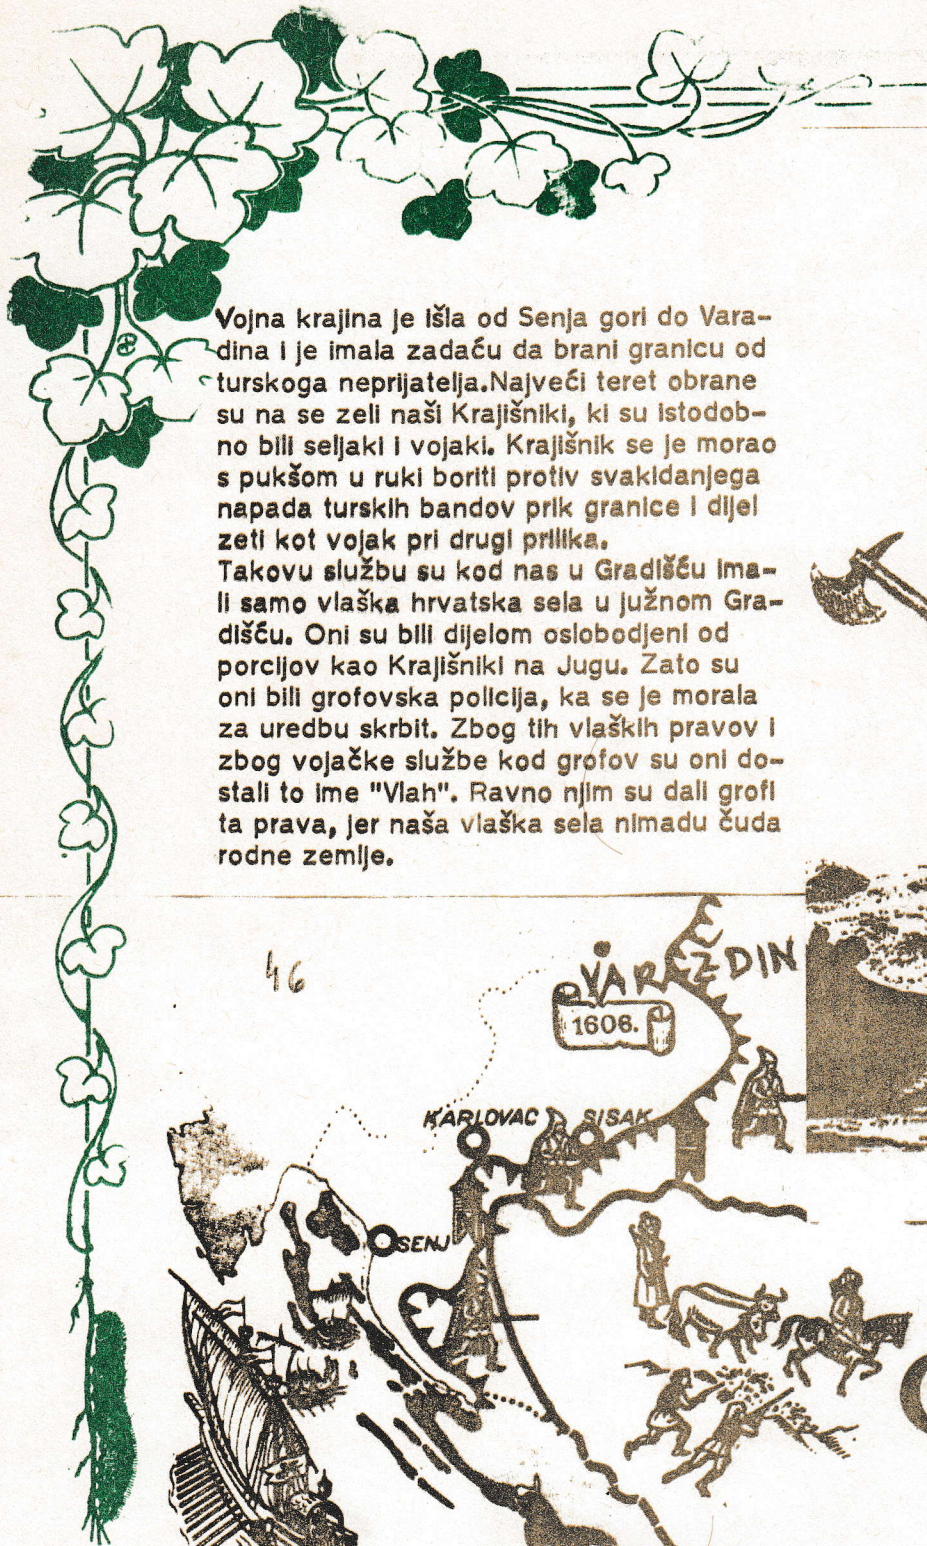 Vojna krajina je išla od Senja gori do Vara-
dina i je imala zadaću da brani granicu od
turskoga neprijatelja.Najveći teret obrane
su na se zeli naši Krajišniki, ki su istodob-
no bili seljaki i vojaki. Krajišnik se je morao
s pukšom u ruki boriti protiv svakidanjega
napada turskih bandov prik granice i dijel
zeti kot vojak pri drugi prilika.
Takovu službu su kod nas u Gradišću ima-
li samo vlaška hrvatska sela u južnom Gra-
dišću. Oni su bili dijelom oslobodjeni od
porcijov kao Krajišniki na Jugu. Zato su
oni bili grofovska policija, ka se je morala
za uredbu skrbit. Zbog tih vlaških pravov i
zbog vojačke službe kod grofov su oni do-
stali to ime "Vlah". Ravno njim su dali grofi
ta prava, jer naša vlaška sela nimadu čuda
rodne zemlje.
46
VARAZDIN
1606.
KARLOVAC
SISAK
SENJ